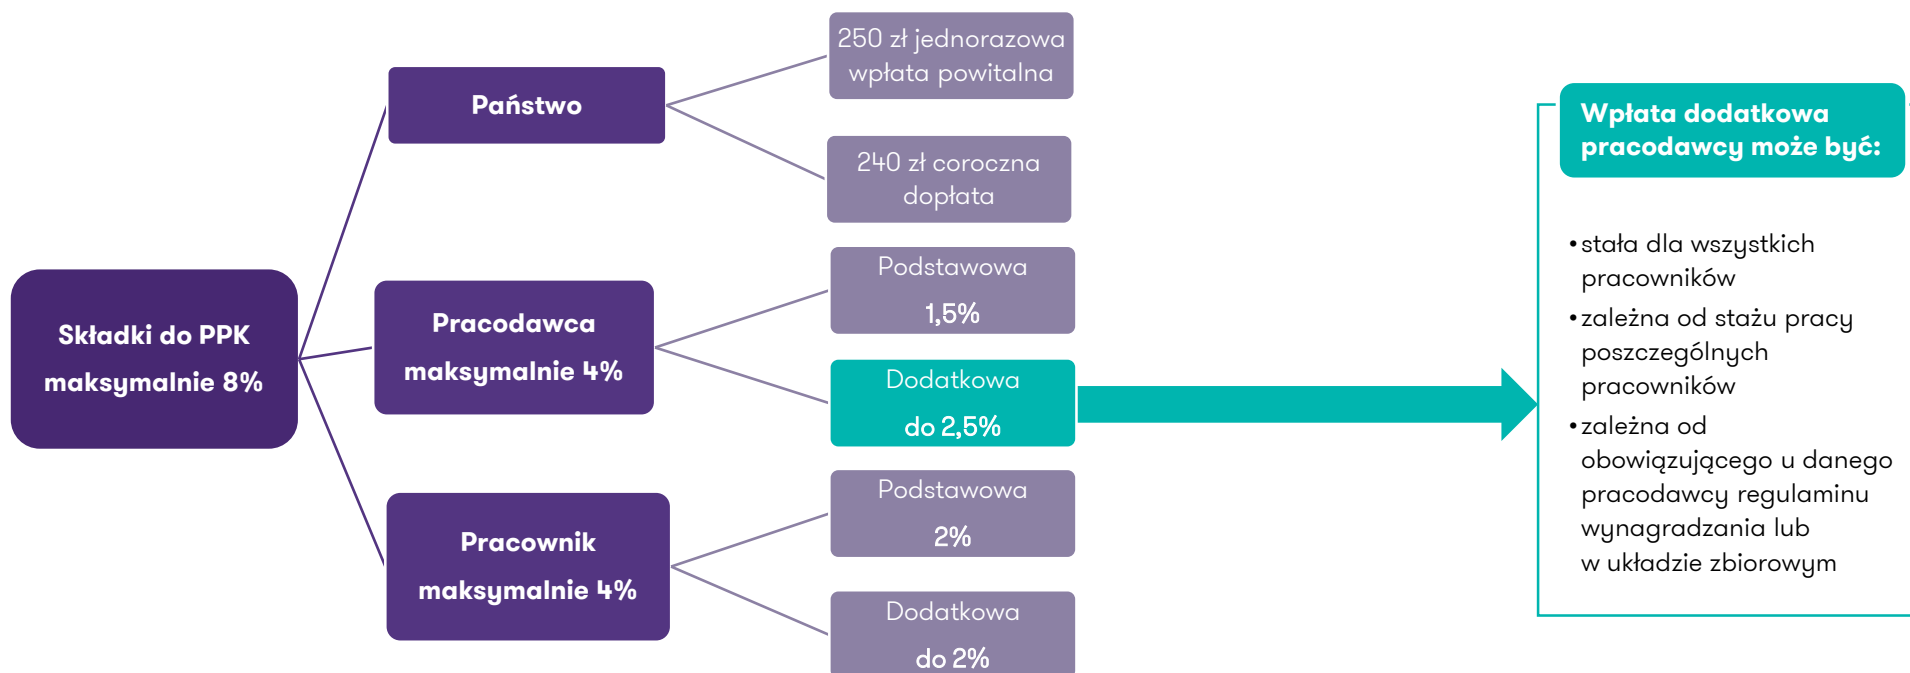 Składki do PPK
maksymalnie 8%
Państwo
250 zł jednorazowa
wpłata powitalna
240 zł coroczna
dopłata
Pracodawca
maksymalnie 4%
Podstawowa
1,5%
Dodatkowa
do 2,5%
Pracownik
maksymalnie 4%
Podstawowa
2%
Dodatkowa
do 2%
Wpłata dodatkowa
pracodawcy może być:
•stała dla wszystkich
pracowników
•zależna od stażu pracy
poszczególnych
pracowników
•zależna od
obowiązującego u danego
pracodawcy regulaminu
wynagradzania lub
w układzie zbiorowym